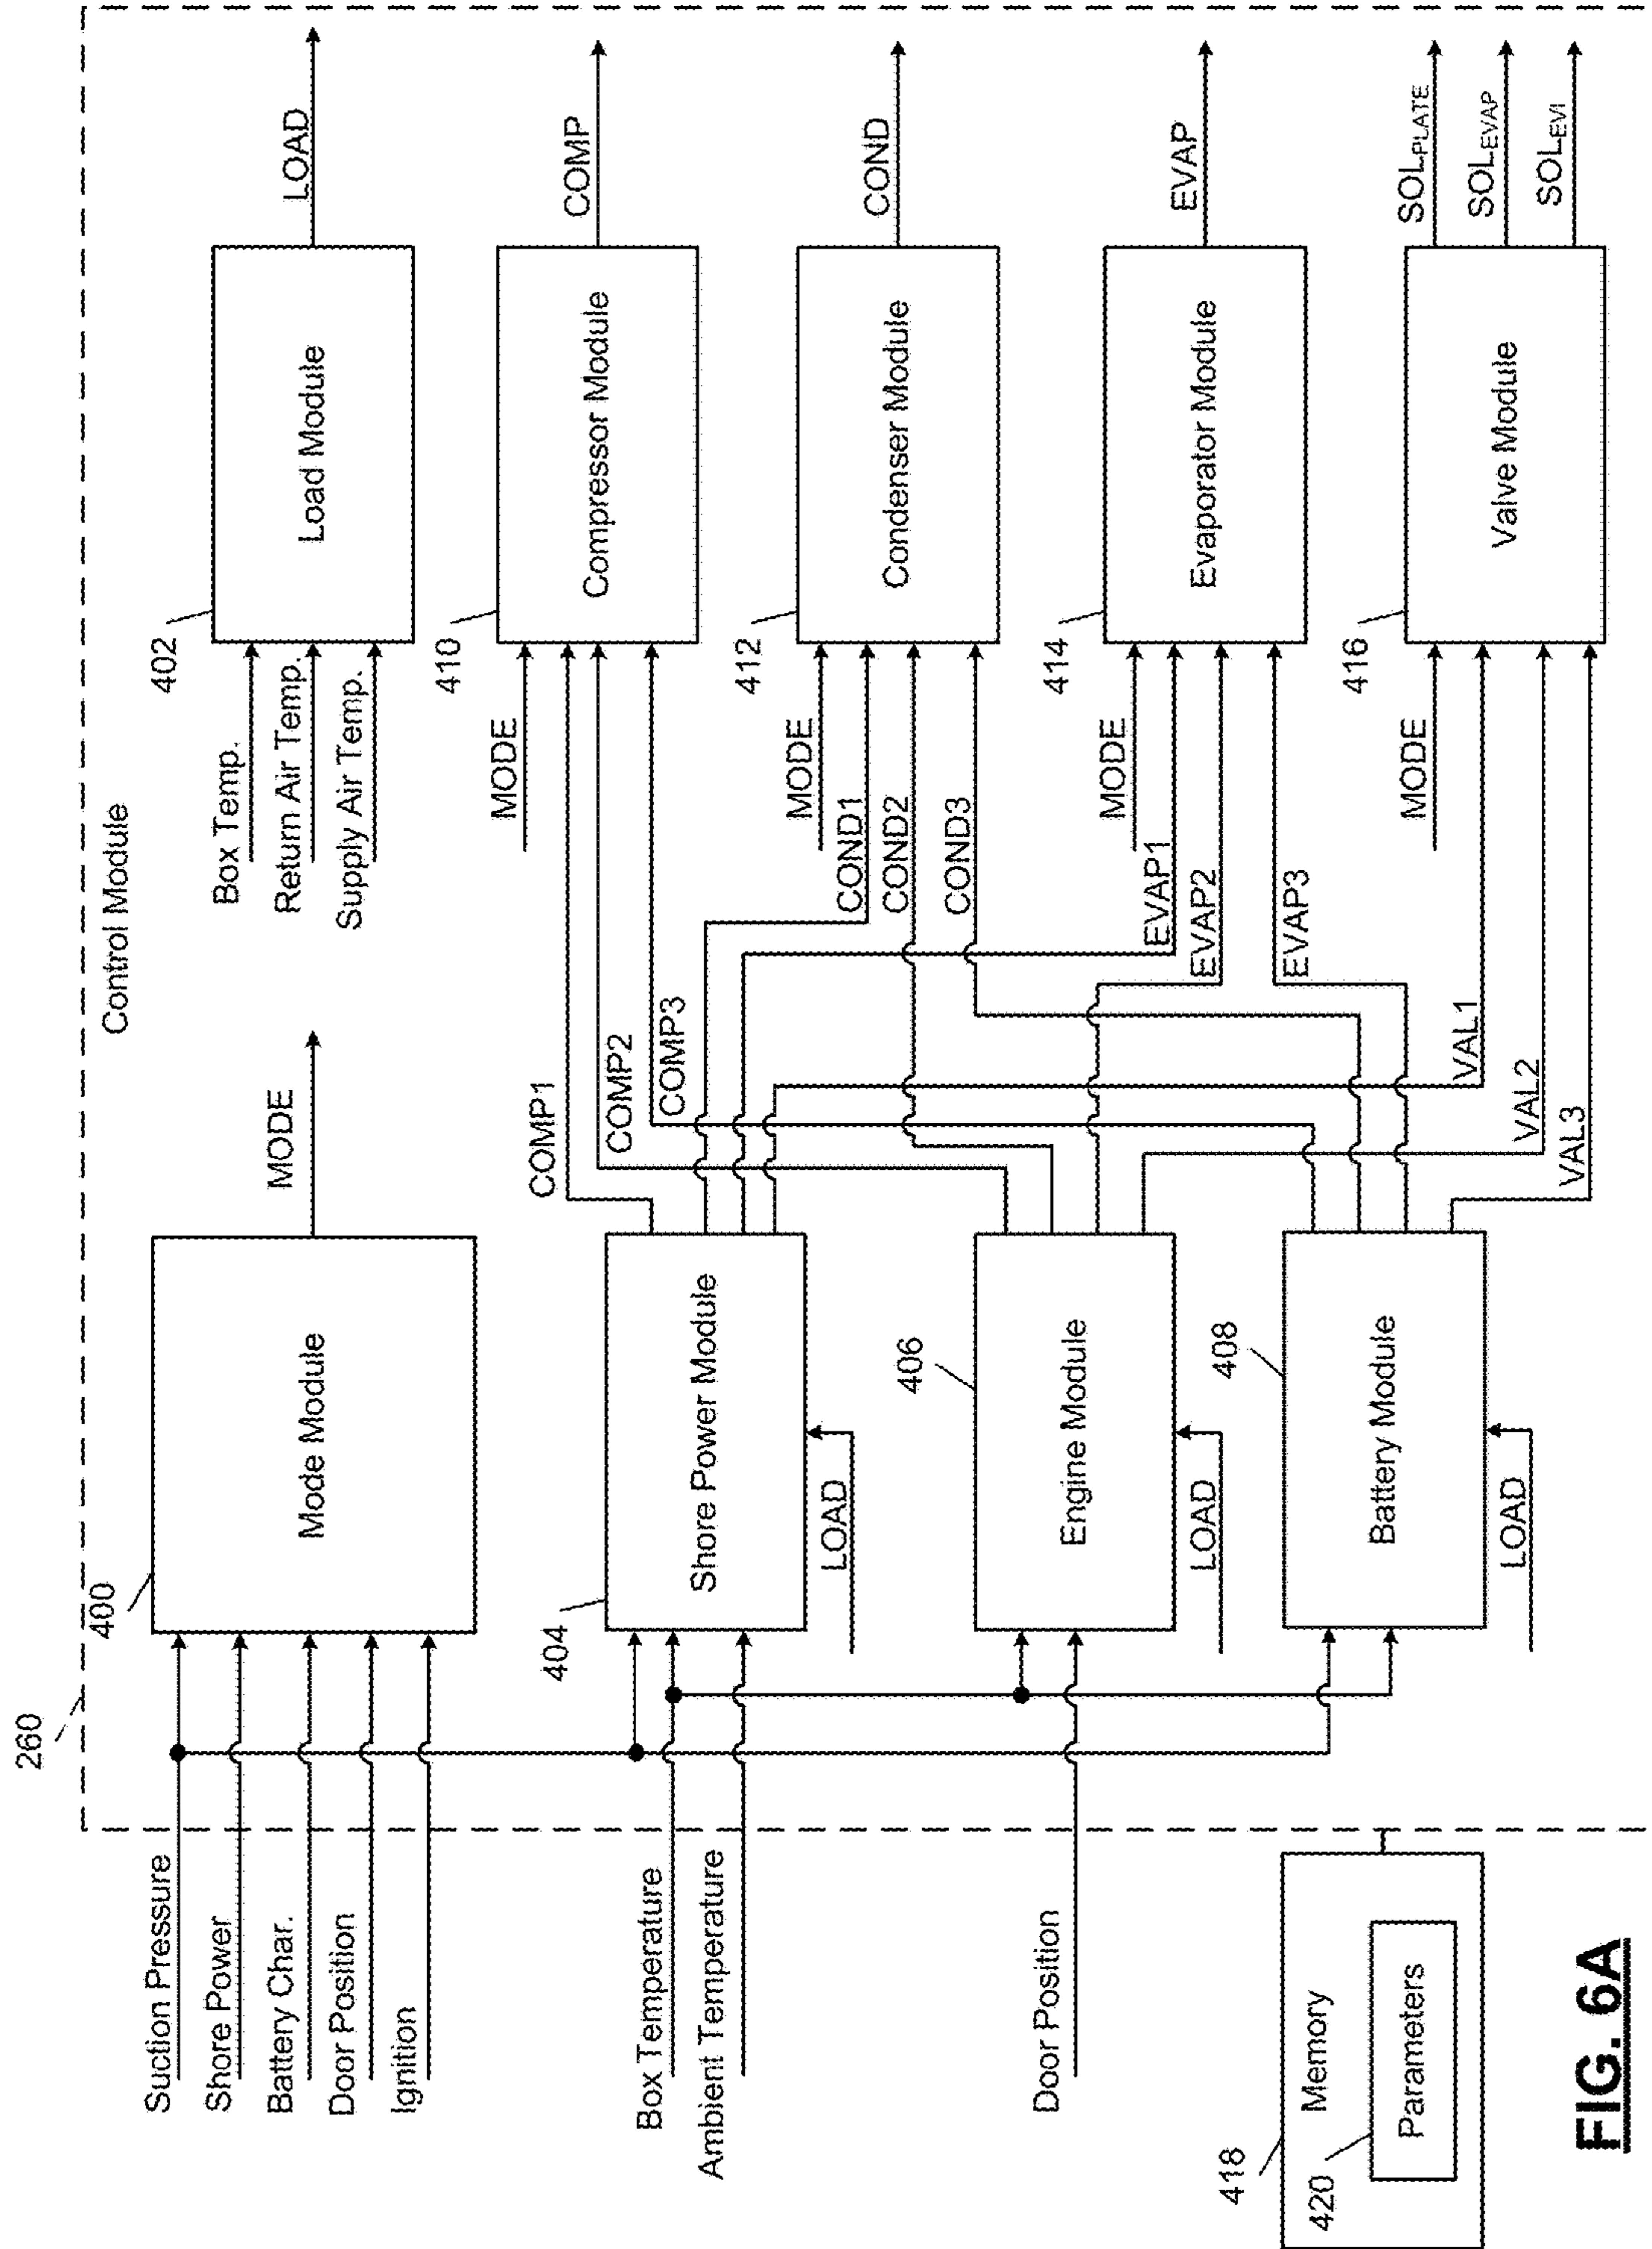 260
Control Module
Suction Pressure
Shore Power
Battery Char.
Door Position
Ignition
400
Mode Module
MODE
Box Temp.
Return Air Temp.
Supply Air Temp.
402
Load Module
LOAD
Box Temperature
Ambient Temperature
404
Shore Power Module
LOAD
COMP1
COMP2
COMP3
MODE
410
Compressor Module
COMP
MODE
COND1
COND2
COND3
412
Condenser Module
COND
Door Position
406
Engine Module
LOAD
MODE
EVAP1
EVAP2
EVAP3
414
Evaporator Module
EVAP
408
Battery Module
LOAD
MODE
VAL1
VAL2
VAL3
416
Valve Module
SOLPLATE
SOLEVAP
SOLEVI
418
Memory
420
Parameters
FIG. 6A